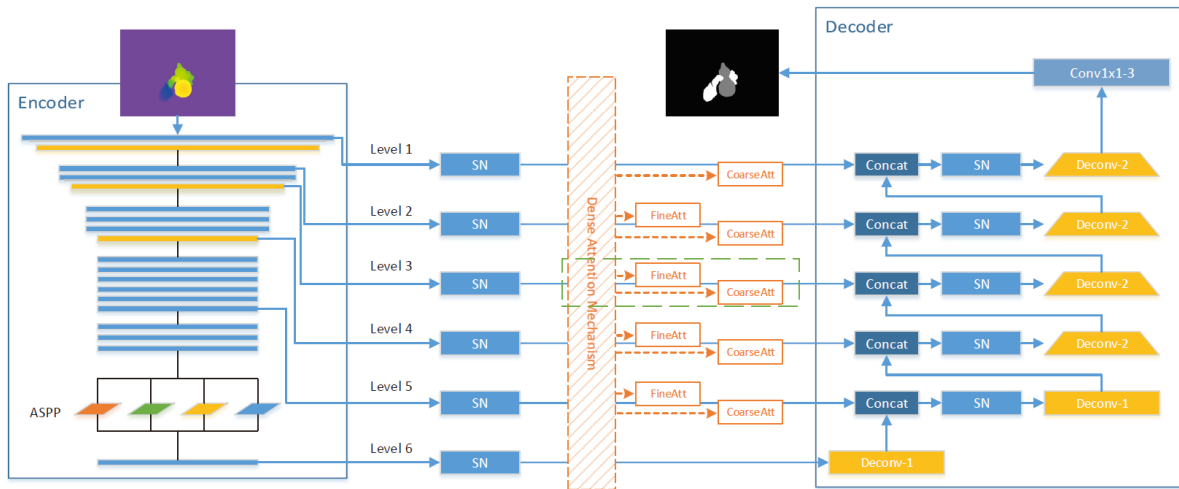 Encoder
Decoder
Conv1x1-3
Level 1
SN
CoarseAtt
Concat
SN
Deconv-2
Level 2
SN
FineAtt
CoarseAtt
Concat
SN
Deconv-2
Level 3
SN
FineAtt
CoarseAtt
Concat
SN
Deconv-2
Level 4
SN
FineAtt
CoarseAtt
Concat
SN
Deconv-2
ASPP
Level 5
SN
FineAtt
CoarseAtt
Concat
SN
Deconv-1
Level 6
SN
Deconv-1
Dense Attention Mechanism